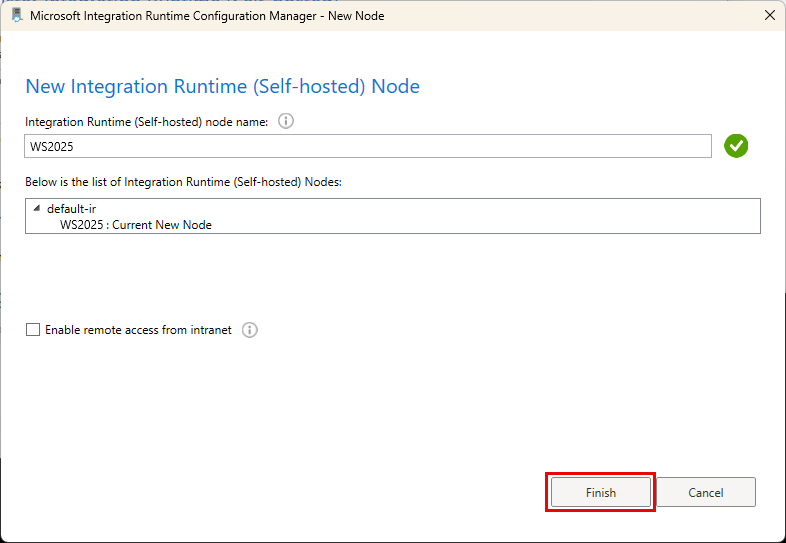 Microsoft Integration Runtime Configuration Manager - New Node
New Integration Runtime (Self-hosted) Node
Integration Runtime (Self-hosted) node name:
WS2025
Below is the list of Integration Runtime (Self-hosted) Nodes:
default-ir
WS2025 : Current New Node
Enable remote access from intranet
Finish
Cancel